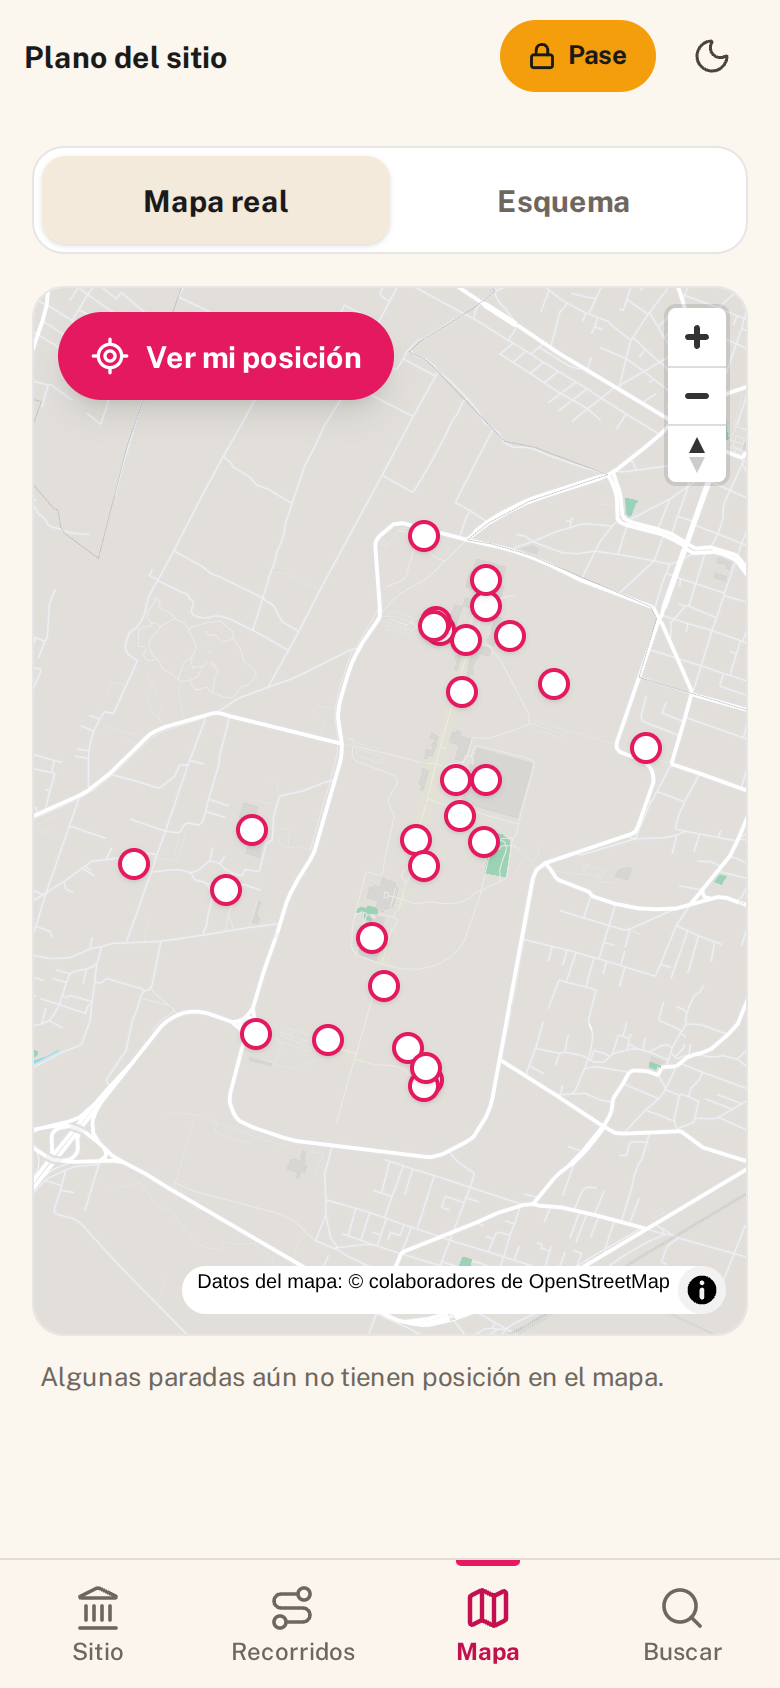 Plano del sitio
Pase
Mapa real
Esquema
Ver mi posición
Datos del mapa: © colaboradores de OpenStreetMap
Algunas paradas aún no tienen posición en el mapa.
Sitio
Recorridos
Mapa
Buscar